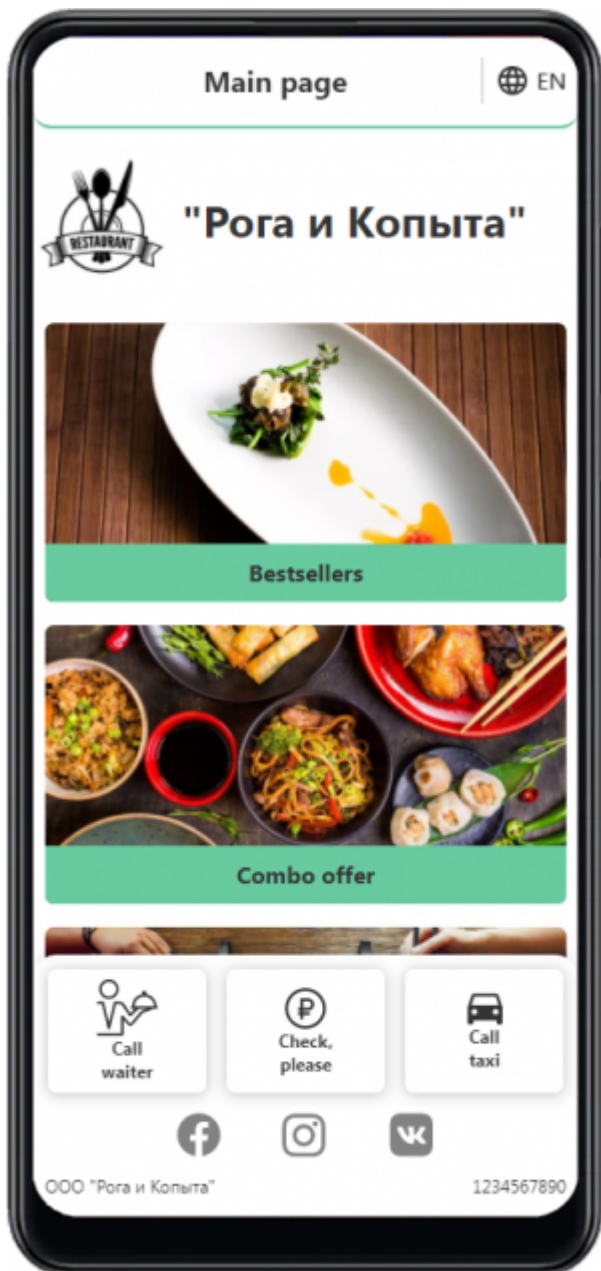 Main page
EN
RESTAURANT
"Рога и Копыта"
Bestsellers
Combo offer
Call
waiter
Check,
please
Call
taxi
ООО "Рога и Копыта"
1234567890